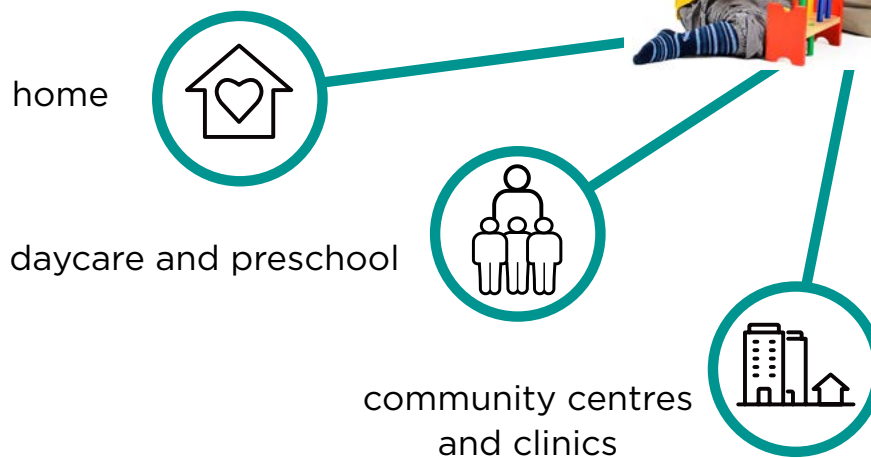 home
daycare and preschool
community centres
and clinics